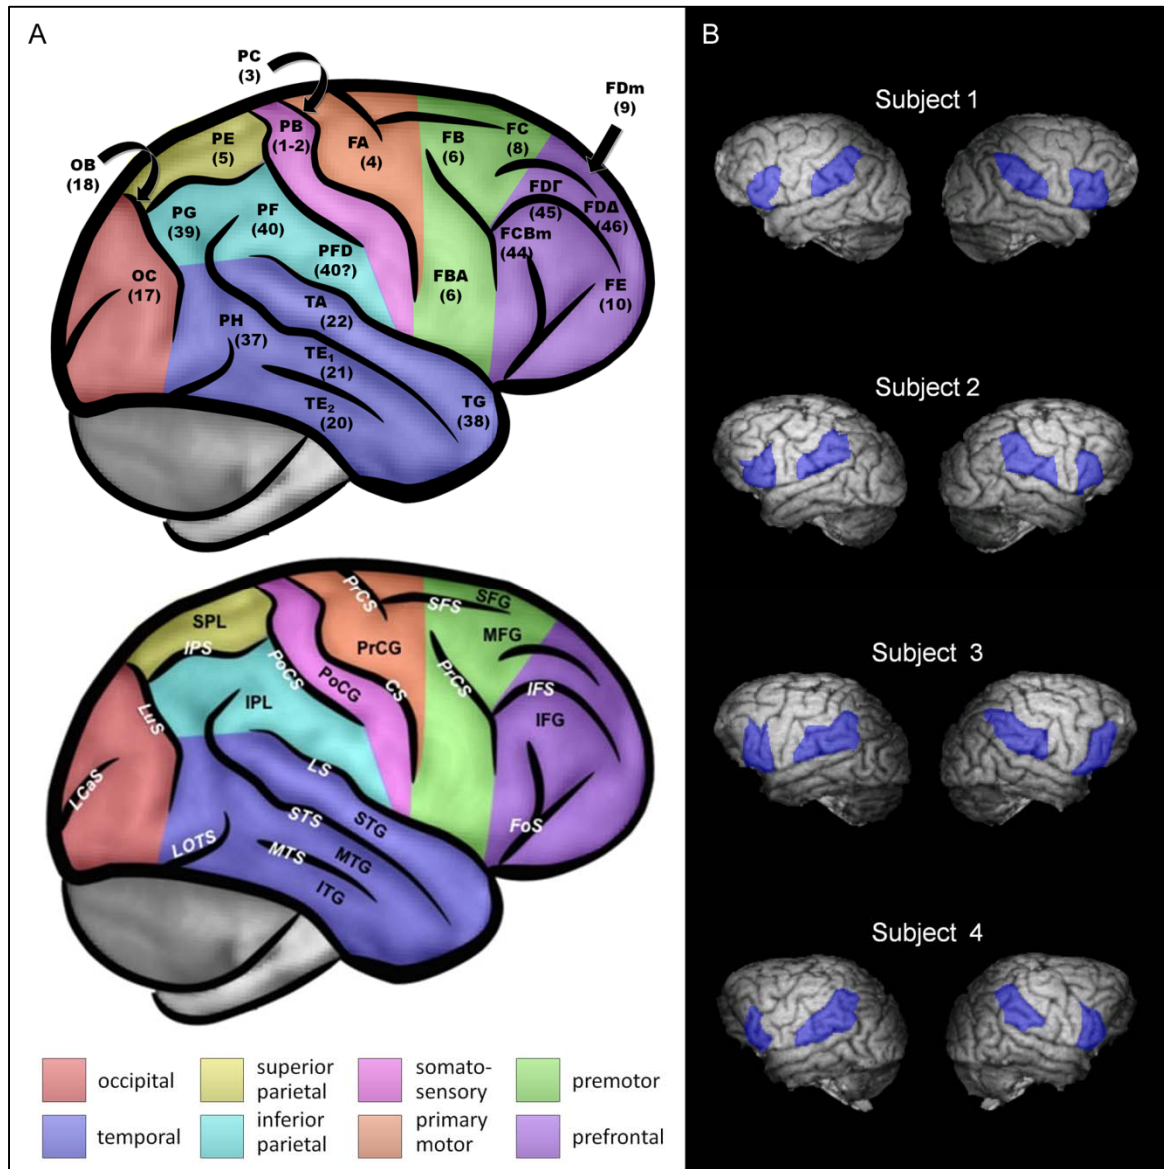 A
PC
(3)
FDm
(9)
OB
(18)
PE
(5)
PB
(1-2)
FA
(4)
FB
(6)
FC
(8)
PG
(39)
PF
(40)
PFD
(40?)
FDΓ
(45)
FDΔ
(46)
FCBm
(44)
OC
(17)
FBA
(6)
FE
(10)
PH
(37)
TA
(22)
TE₁
(21)
TE₂
(20)
TG
(38)
SPL
IPS
PrCS
SFS
SFG
MFG
PoCS
PoCG
PrCG
CS
PrCS
IFS
IFG
LuS
IPL
LS
LCaS
LOTS
STS
STG
MTS
MTG
ITG
FoS
occipital
superior
parietal
somato-
sensory
premotor
temporal
inferior
parietal
primary
motor
prefrontal
B
Subject 1
Subject 2
Subject 3
Subject 4